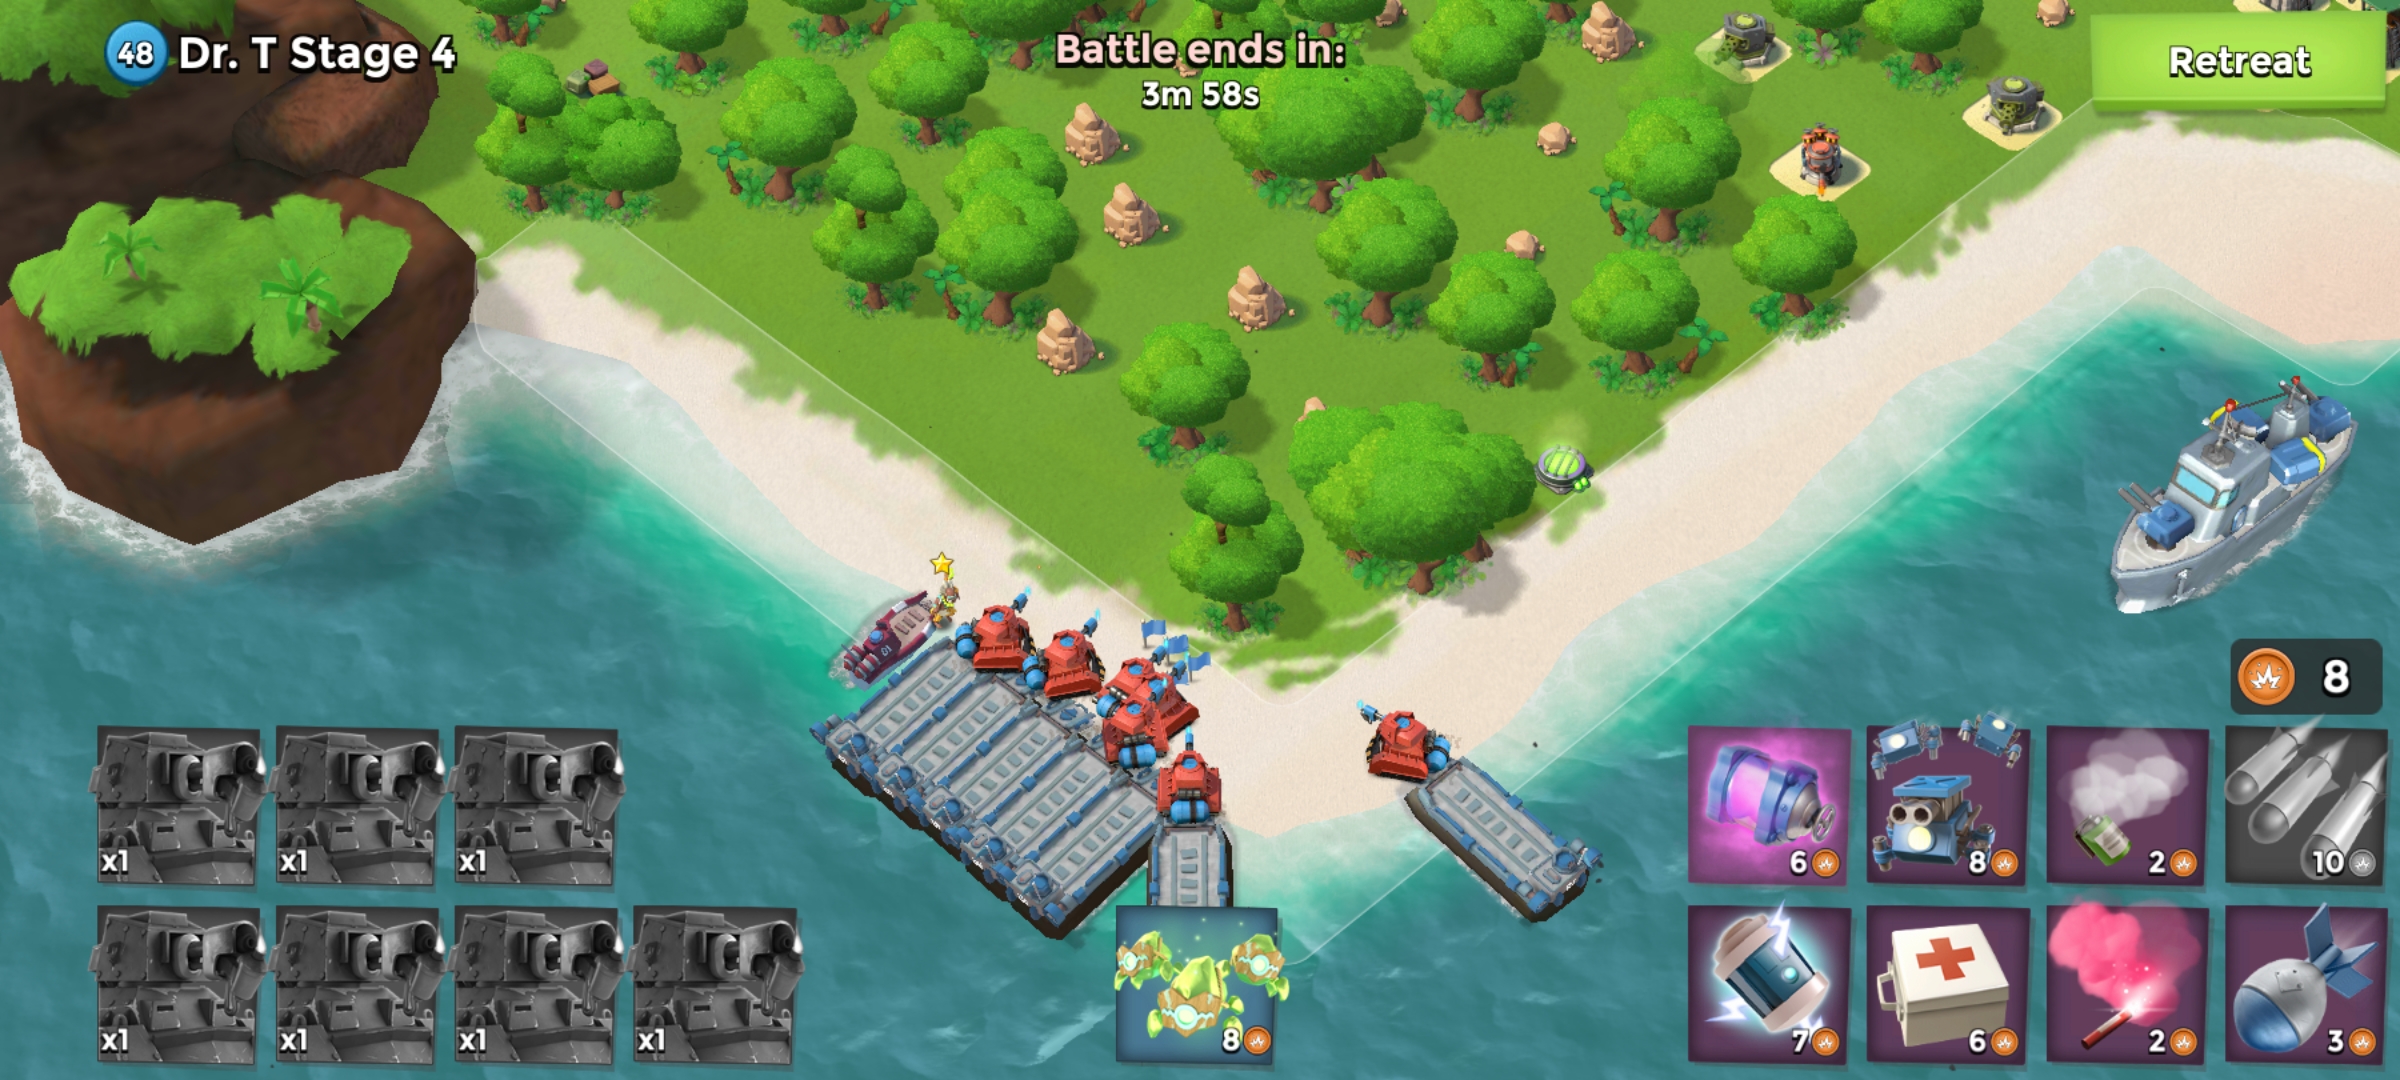 48 Dr. T Stage 4
Battle ends in:
3m 58s
Retreat
8
x1 x1 x1
6 8 2 10
x1 x1 x1 x1
8
7 6 2 3